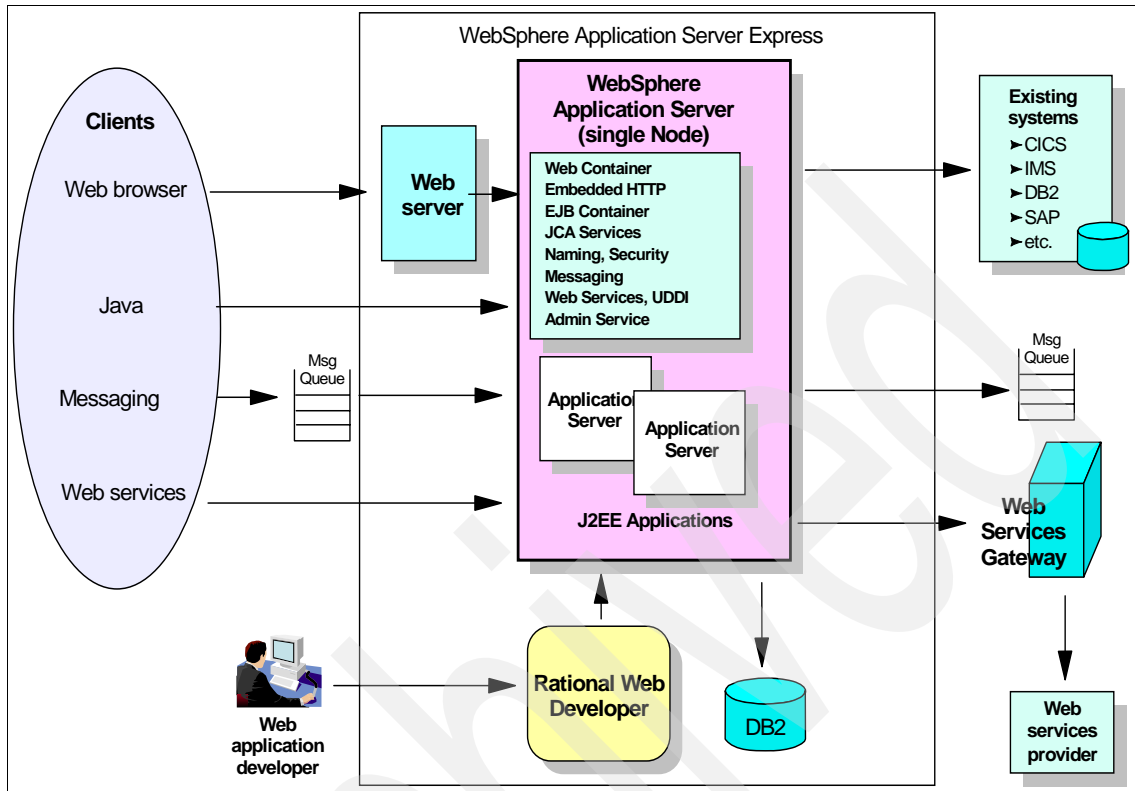 WebSphere Application Server Express
Clients
Web browser
Java
Messaging
Web services
Msg
Queue
Web
server
WebSphere
Application Server
(single Node)
Web Container
Embedded HTTP
EJB Container
JCA Services
Naming, Security
Messaging
Web Services, UDDI
Admin Service
Application
Server
Application
Server
J2EE Applications
Existing
systems
➤CICS
➤IMS
➤DB2
➤SAP
➤etc.
Msg
Queue
Web
Services
Gateway
Web
application
developer
Rational Web
Developer
DB2
Web
services
provider